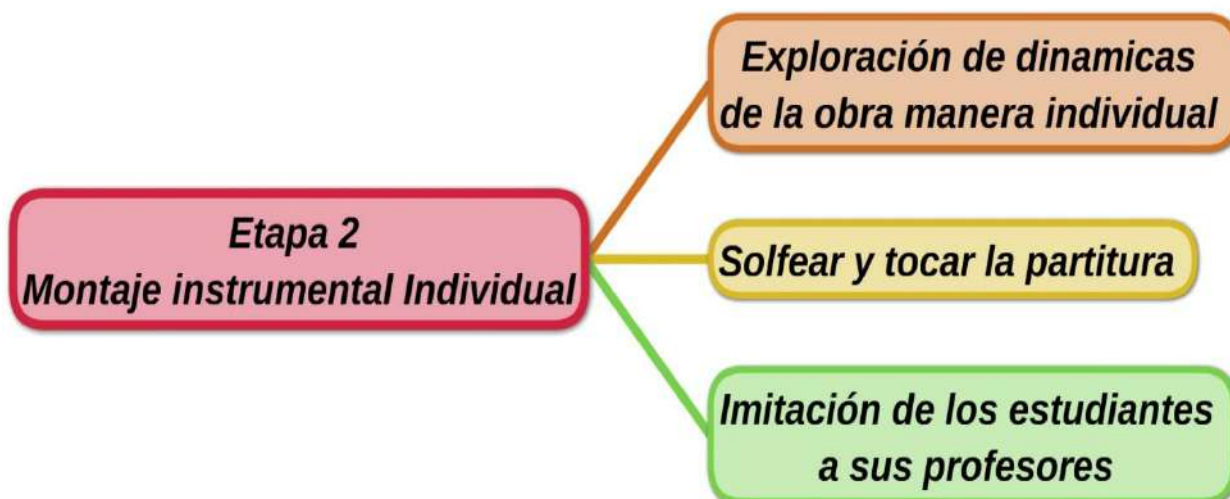 Etapa 2
Montaje instrumental Individual
Exploración de dinamicas
de la obra manera individual
Solfear y tocar la partitura
Imitación de los estudiantes
a sus profesores